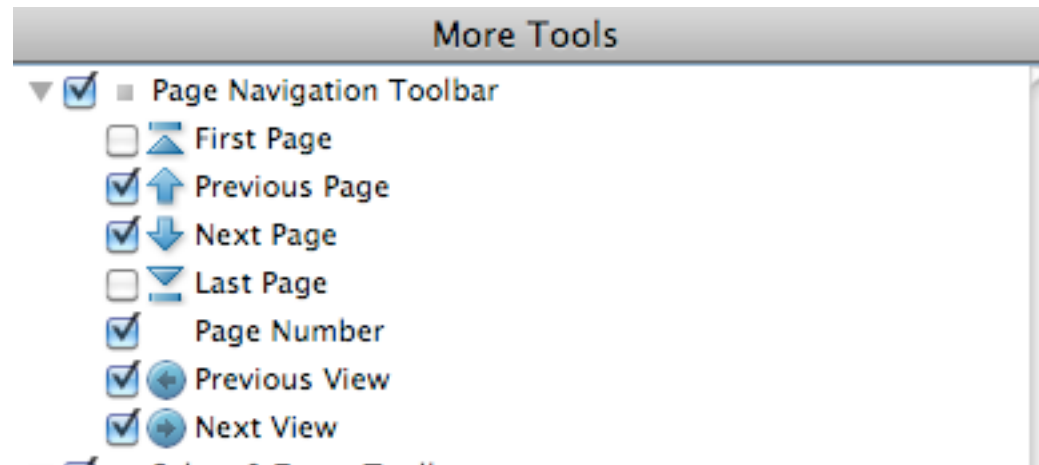 More Tools
Page Navigation Toolbar
First Page
Previous Page
Next Page
Last Page
Page Number
Previous View
Next View